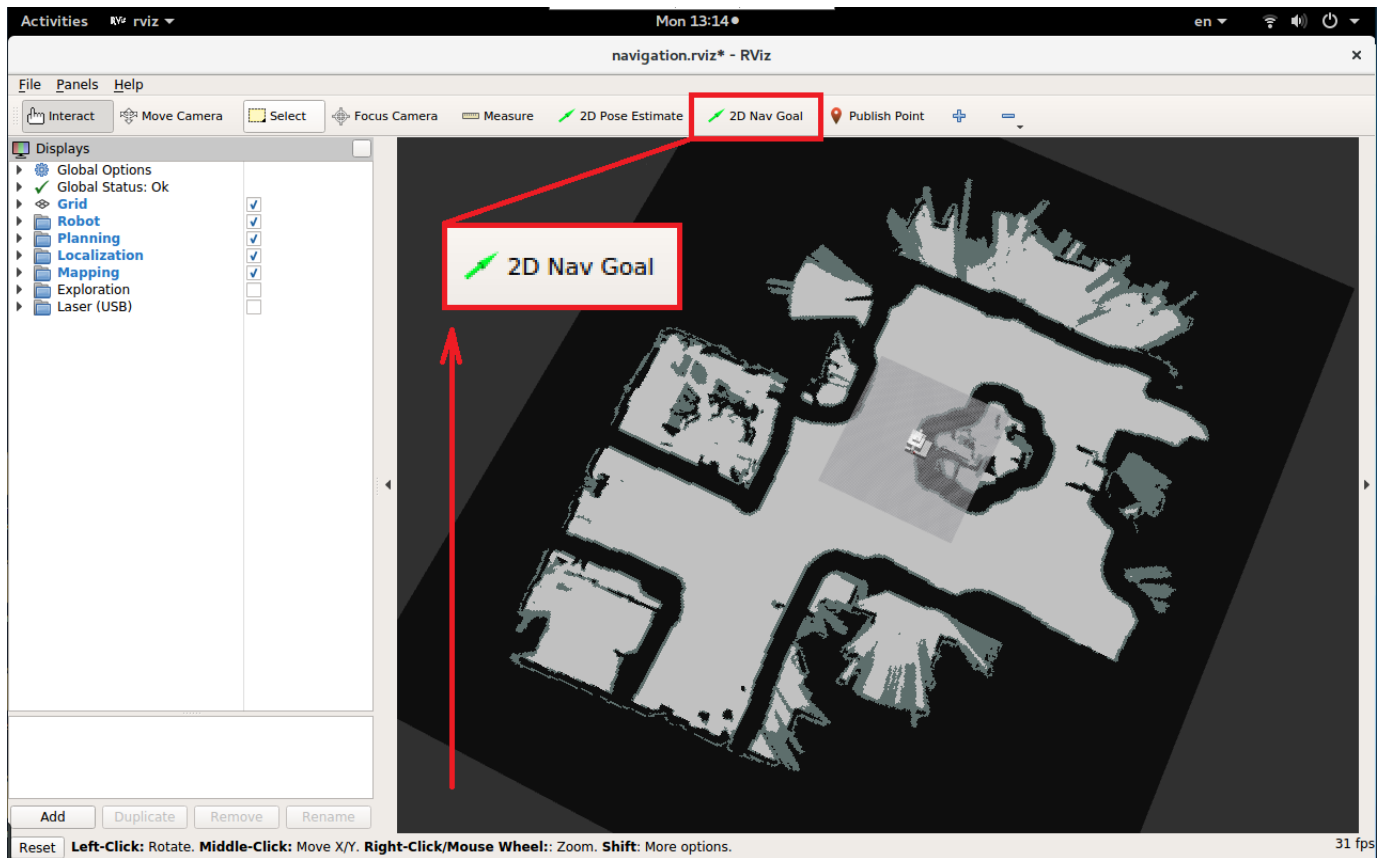 Activities RViz rviz Mon 13:14 en
navigation.rviz* - RViz
File Panels Help
Interact Move Camera Select Focus Camera Measure 2D Pose Estimate 2D Nav Goal Publish Point
Displays
Global Options
Global Status: Ok
Grid
Robot
Planning
Localization
Mapping
Exploration
Laser (USB)
2D Nav Goal
Add Duplicate Remove Rename
Reset Left-Click: Rotate. Middle-Click: Move X/Y. Right-Click/Mouse Wheel:: Zoom. Shift: More options. 31 fps